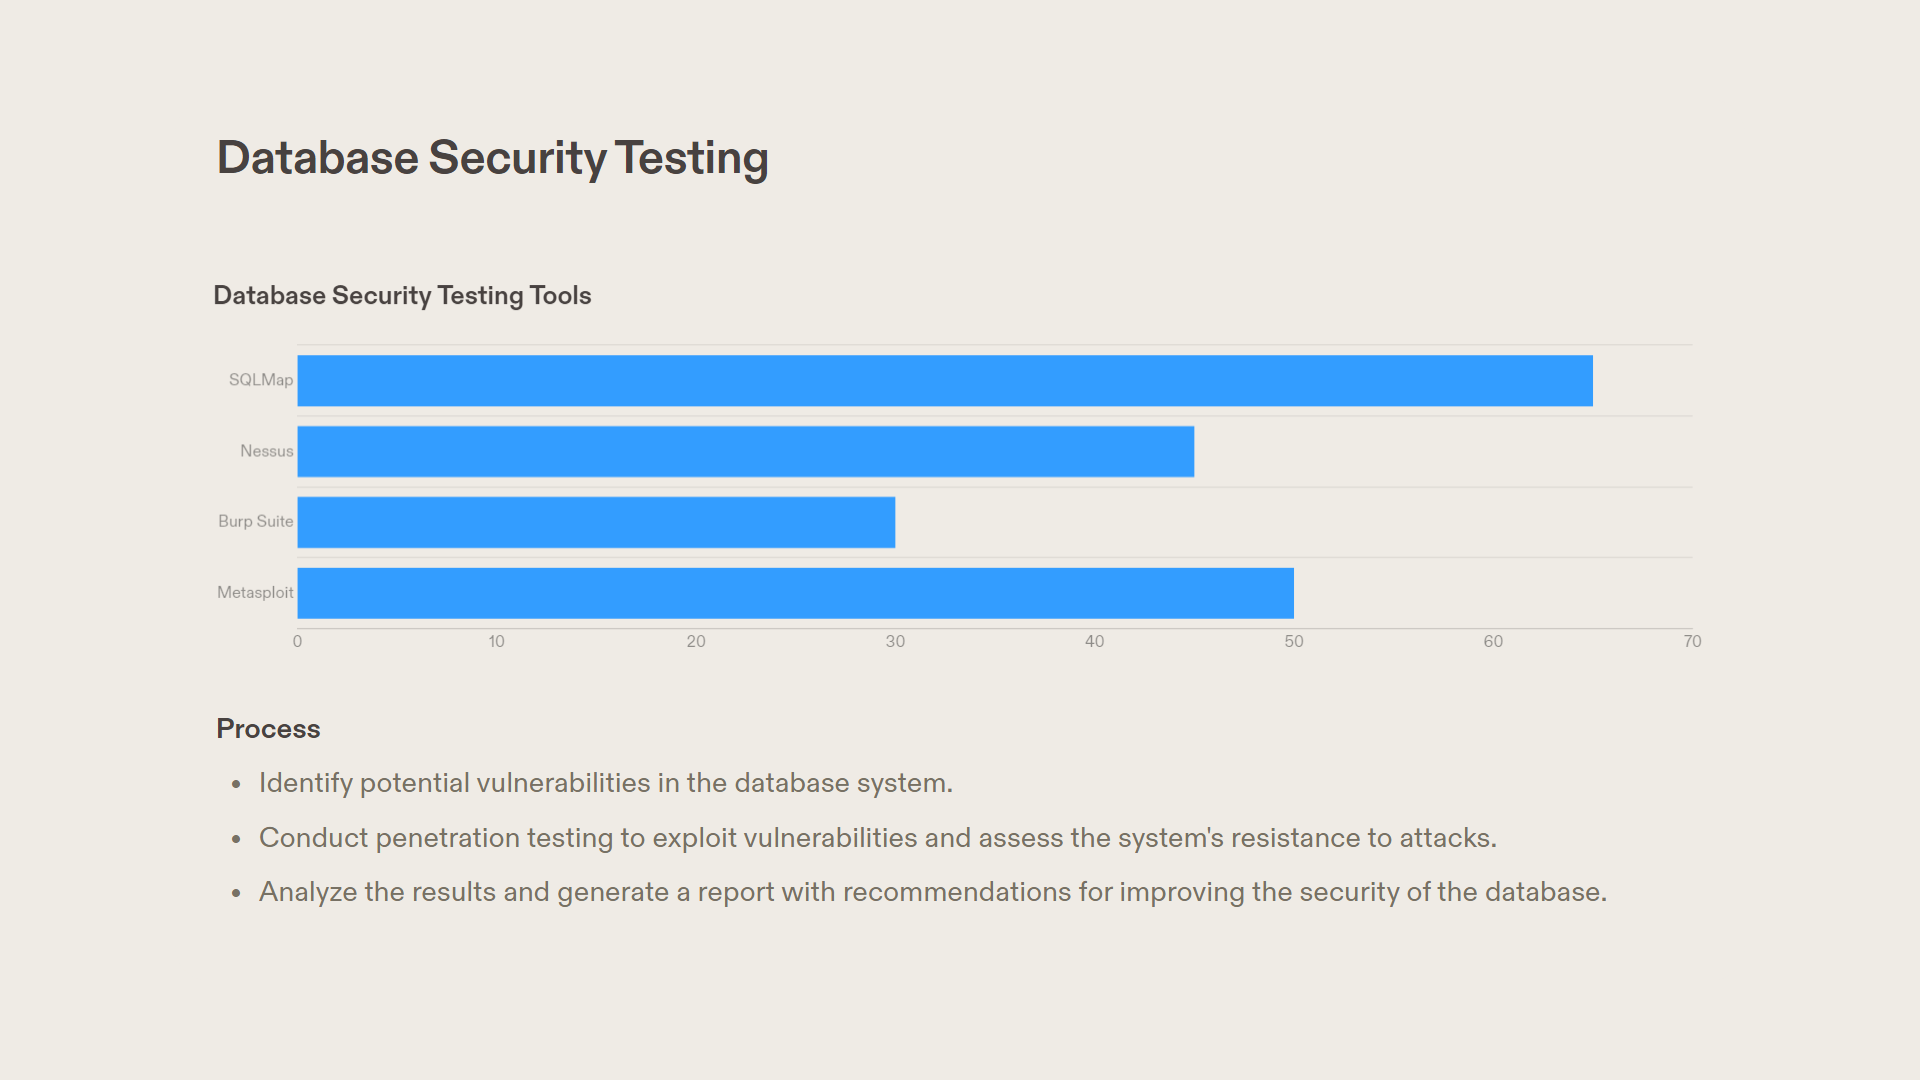 Database Security Testing
Database Security Testing Tools
SQLMap
Nessus
Burp Suite
Metasploit
0 10 20 30 40 50 60 70
Process
• Identify potential vulnerabilities in the database system.
• Conduct penetration testing to exploit vulnerabilities and assess the system's resistance to attacks.
• Analyze the results and generate a report with recommendations for improving the security of the database.